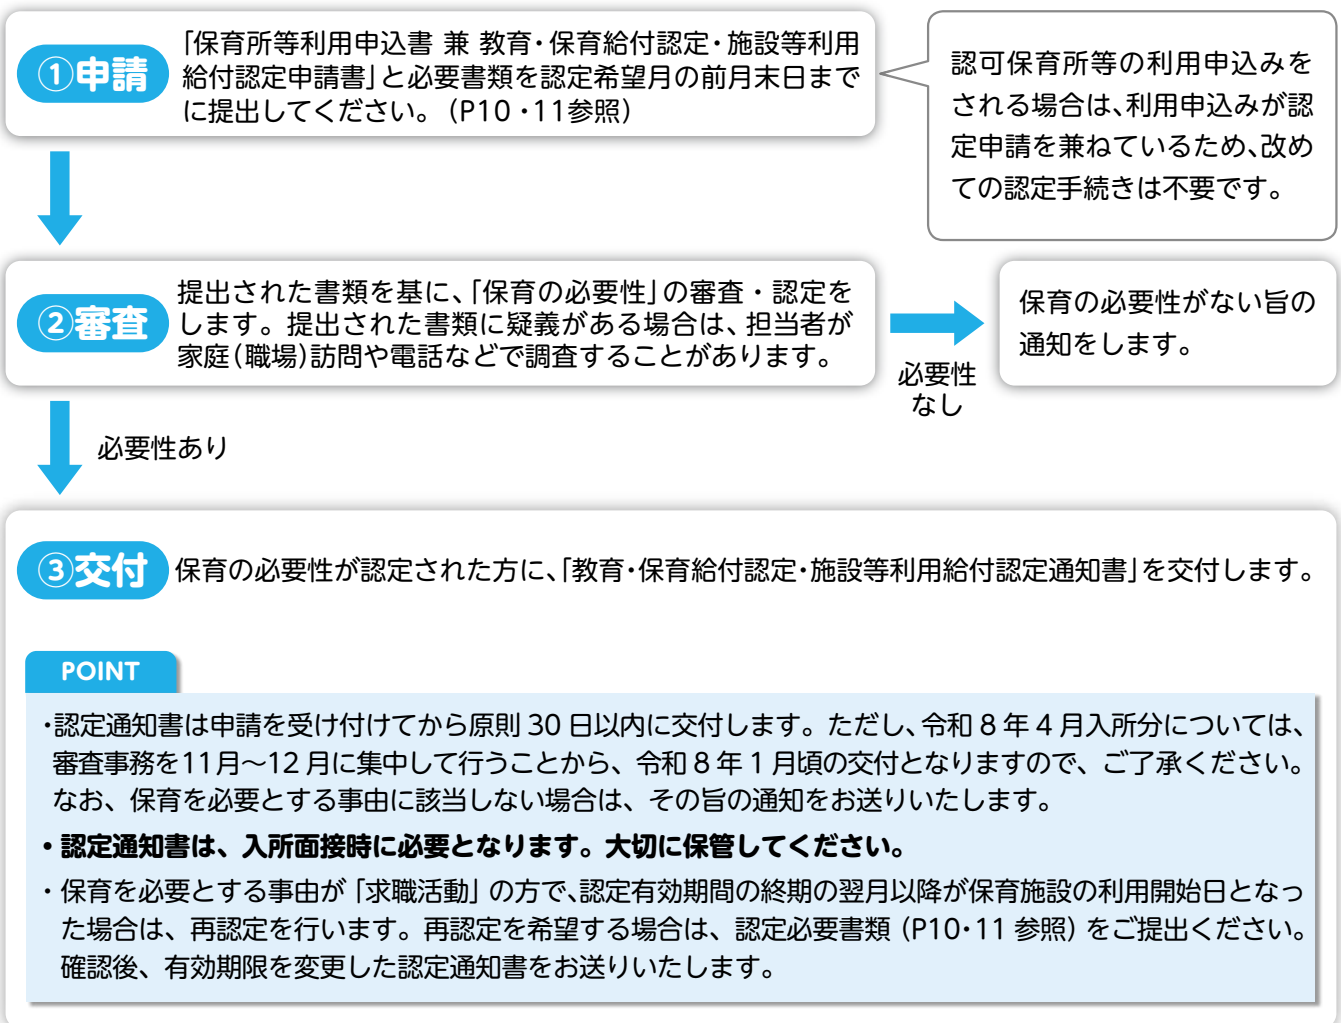 ①申請
「保育所等利用申込書 兼 教育・保育給付認定・施設等利用
給付認定申請書」と必要書類を認定希望月の前月末日まで
に提出してください。（P10・11参照）
認可保育所等の利用申込みを
される場合は、利用申込みが認
定申請を兼ねているため、改め
ての認定手続きは不要です。
②審査
提出された書類を基に、「保育の必要性」の審査・認定を
します。提出された書類に疑義がある場合は、担当者が
家庭（職場）訪問や電話などで調査することがあります。
必要性
なし
保育の必要性がない旨の
通知をします。
必要性あり
③交付
保育の必要性が認定された方に、「教育・保育給付認定・施設等利用給付認定通知書」を交付します。
POINT
・認定通知書は申請を受け付けてから原則 30 日以内に交付します。ただし、令和 8 年 4 月入所分については、
審査事務を11月～12 月に集中して行うことから、令和 8 年 1 月頃の交付となりますので、ご了承ください。
なお、保育を必要とする事由に該当しない場合は、その旨の通知をお送りいたします。
・認定通知書は、入所面接時に必要となります。大切に保管してください。
・保育を必要とする事由が「求職活動」の方で、認定有効期間の終期の翌月以降が保育施設の利用開始日となっ
た場合は、再認定を行います。再認定を希望する場合は、認定必要書類（P10・11 参照）をご提出ください。
確認後、有効期限を変更した認定通知書をお送りいたします。